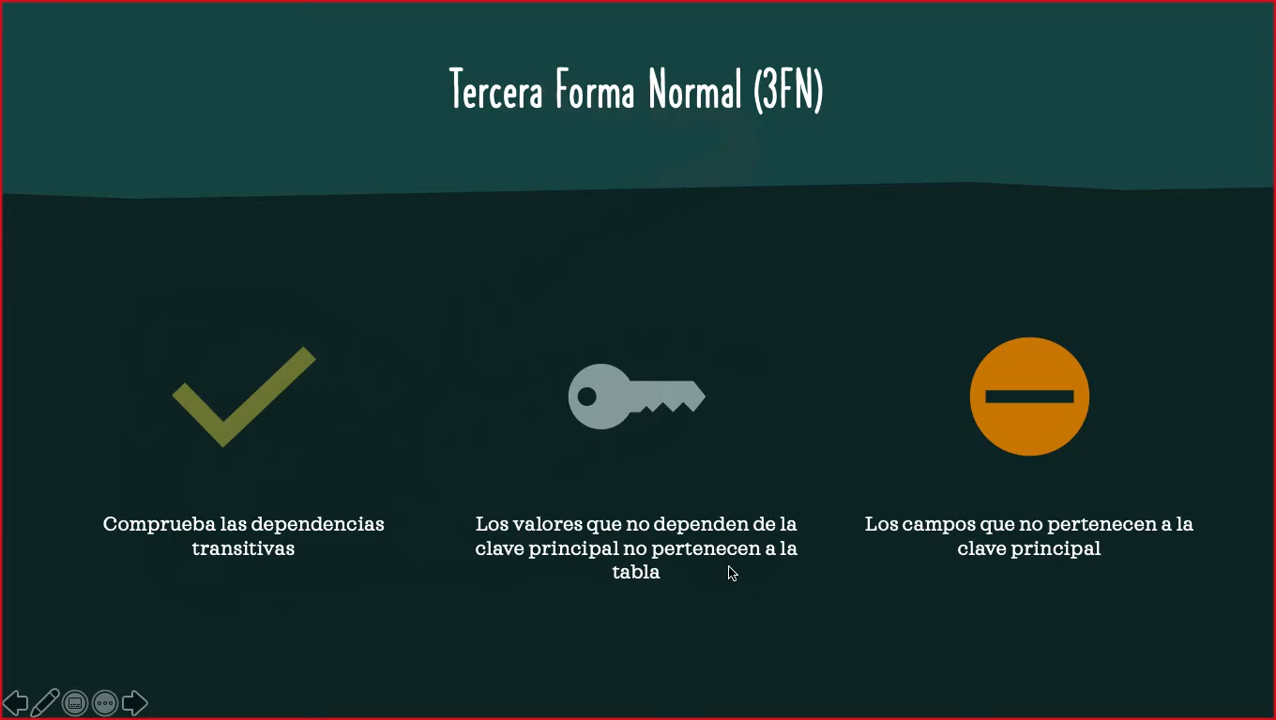 Tercera Forma Normal (3FN)
Comprueba las dependencias
transitivas
Los valores que no dependen de la
clave principal no pertenecen a la
tabla
Los campos que no pertenecen a la
clave principal